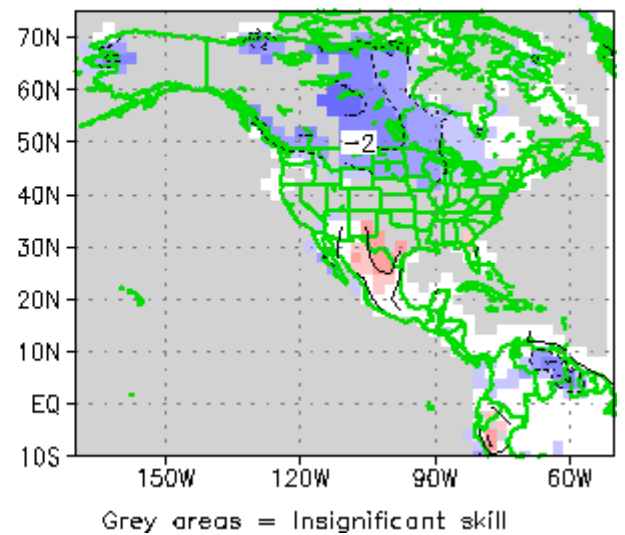 70N
60N
50N
40N
30N
20N
10N
EQ
10S
-2
150W 120W 90W 60W
Grey areas = Insignificant skill